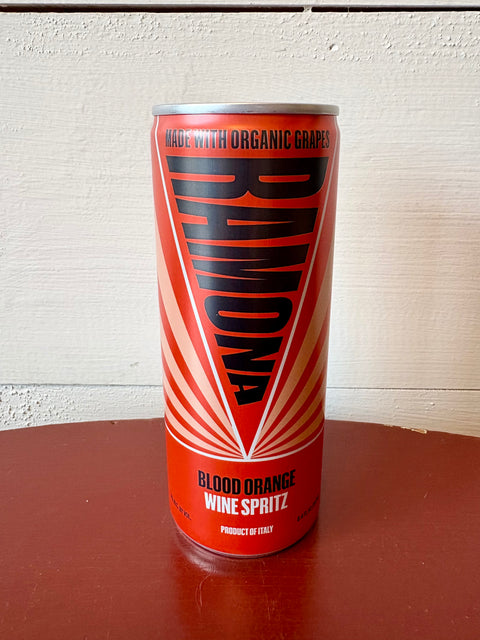 MADE WITH ORGANIC GRAPES
RAMONA
BLOOD ORANGE
WINE SPRITZ
PRODUCT OF ITALY